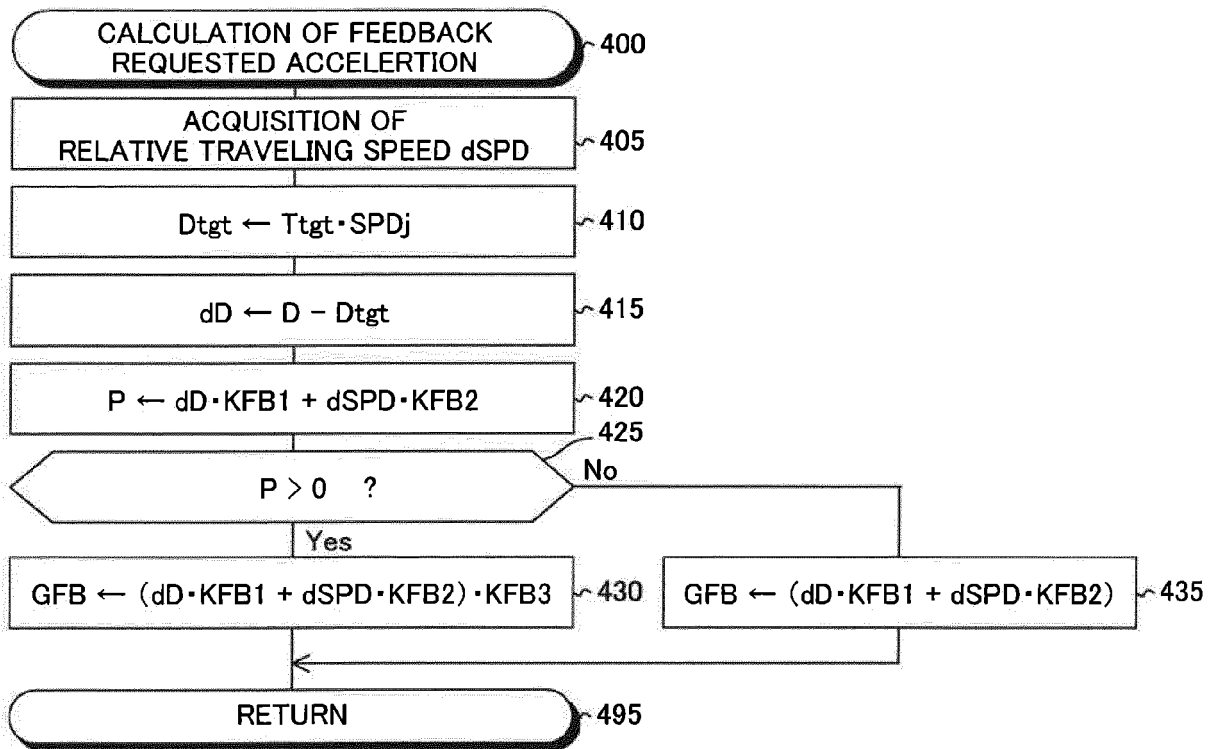 CALCULATION OF FEEDBACK
REQUESTED ACCELERTION
400
ACQUISITION OF
RELATIVE TRAVELING SPEED dSPD
405
Dtgt ← Ttgt・SPDj
410
dD ← D − Dtgt
415
P ← dD・KFB1 + dSPD・KFB2
420
425
P > 0 ?
No
Yes
GFB ← (dD・KFB1 + dSPD・KFB2)・KFB3
430
GFB ← (dD・KFB1 + dSPD・KFB2)
435
RETURN
495